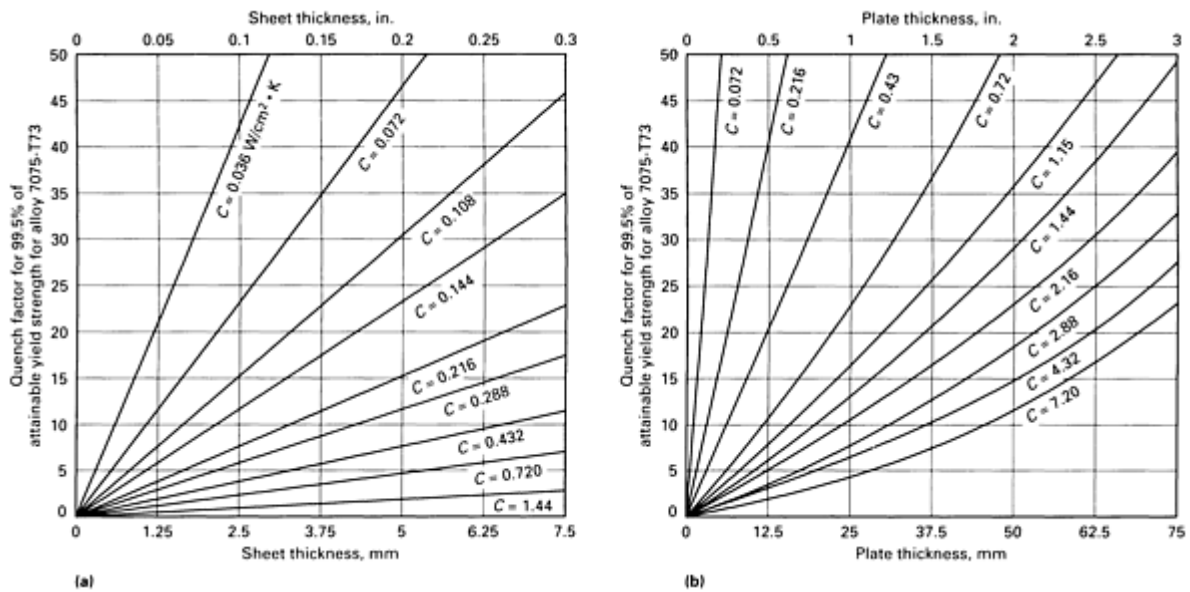 Sheet thickness, in.
0 0.05 0.1 0.15 0.2 0.25 0.3
Quench factor for 99.5% of
attainable yield strength for alloy 7075-T73
50
45
40
35
30
25
20
15
10
5
0
C = 0.036 W/cm² • K
C = 0.072
C = 0.108
C = 0.144
C = 0.216
C = 0.288
C = 0.432
C = 0.720
C = 1.44
0 1.25 2.5 3.75 5 6.25 7.5
Sheet thickness, mm
(a)
Plate thickness, in.
0 0.5 1 1.5 2 2.5 3
Quench factor for 99.5% of
attainable yield strength for alloy 7075-T73
50
45
40
35
30
25
20
15
10
5
0
C = 0.072
C = 0.216
C = 0.43
C = 0.72
C = 1.15
C = 1.44
C = 2.16
C = 2.88
C = 4.32
C = 7.20
0 12.5 25 37.5 50 62.5 75
Plate thickness, mm
(b)